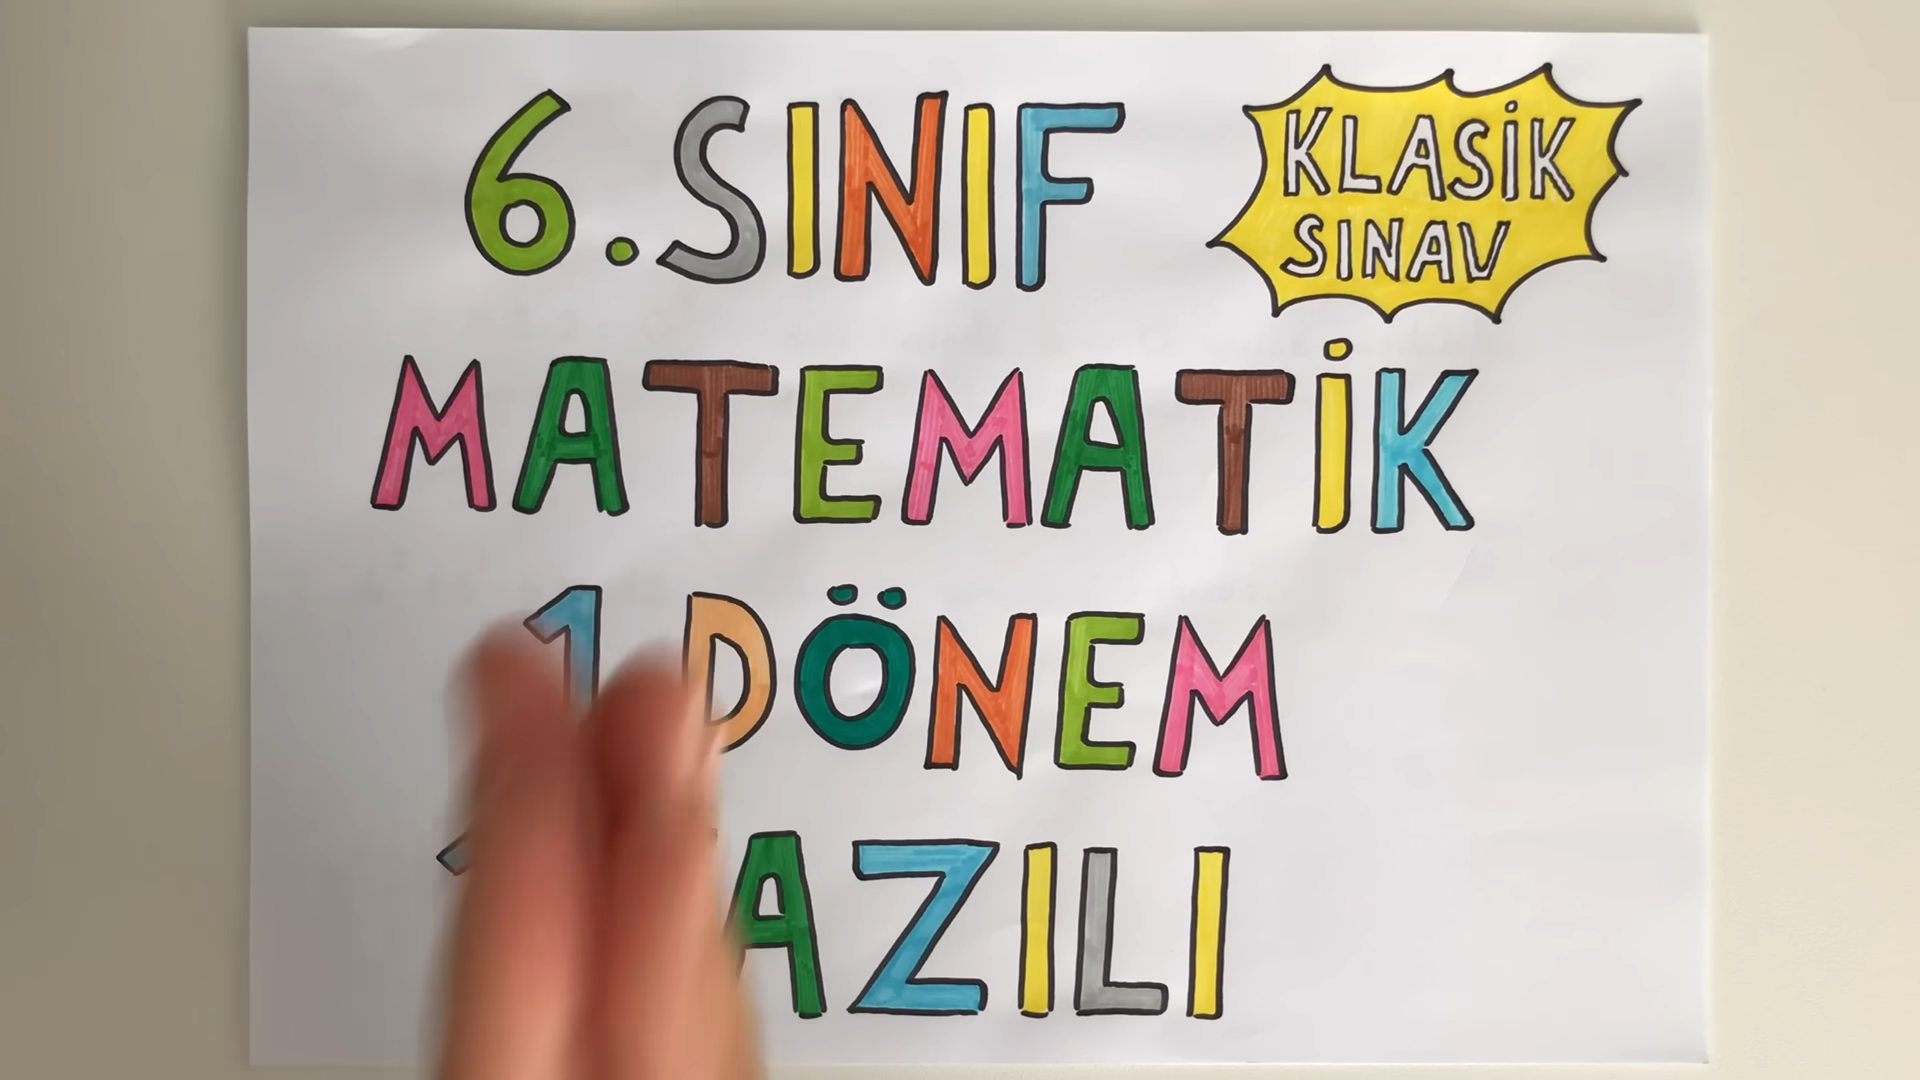 6.SINIF
KLASİK
SINAV
MATEMATİK
1 DÖNEM